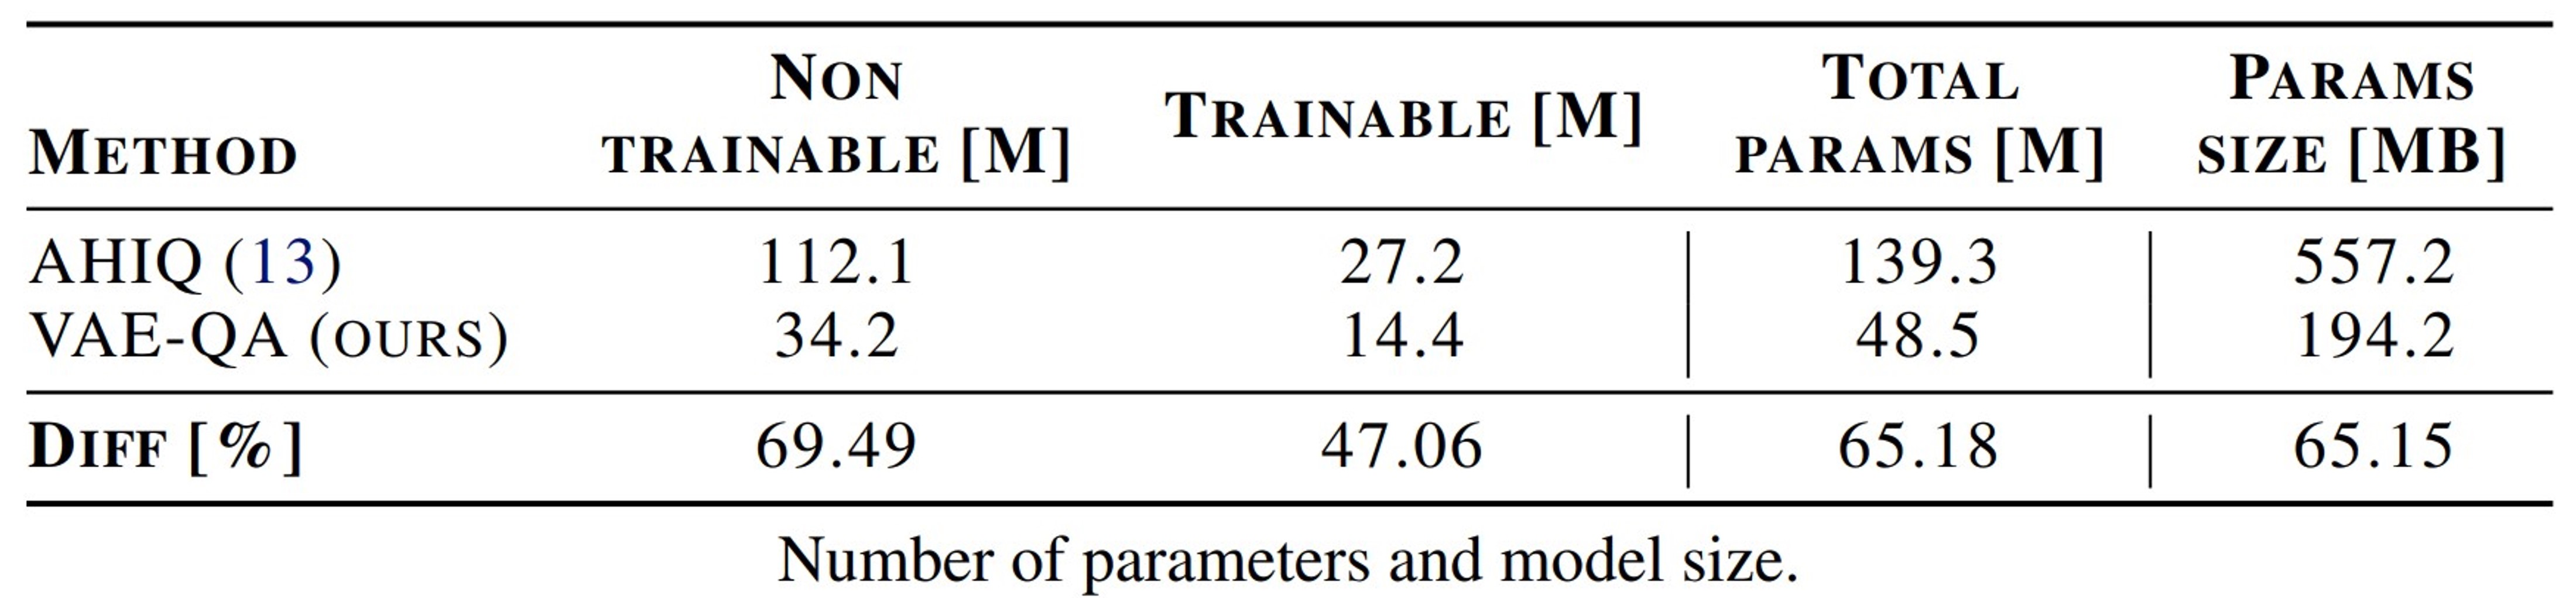 METHOD NON TRAINABLE [M] TRAINABLE [M] TOTAL PARAMS [M] PARAMS SIZE [MB]
AHIQ (13) 112.1 27.2 139.3 557.2
VAE-QA (OURS) 34.2 14.4 48.5 194.2
DIFF [%] 69.49 47.06 65.18 65.15
Number of parameters and model size.